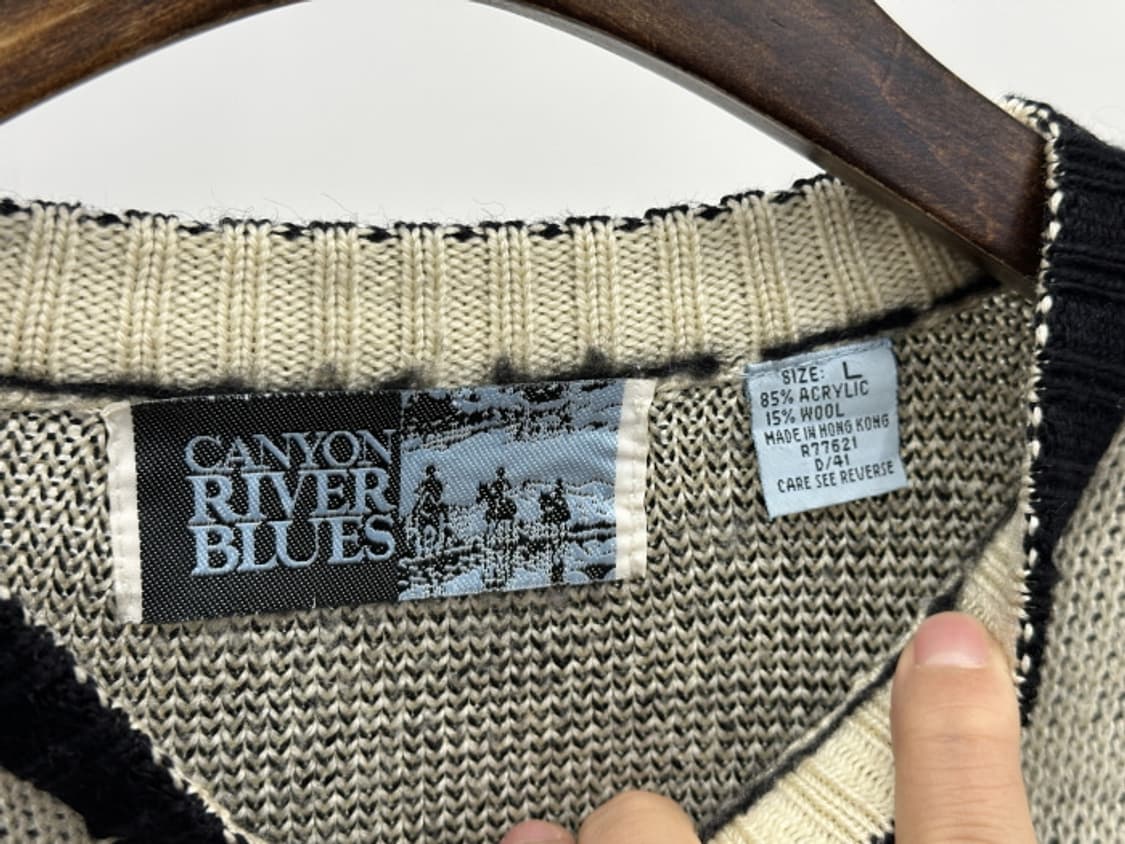 CANYON
RIVER
BLUES
SIZE: L
85% ACRYLIC
15% WOOL
MADE IN HONG KONG
R77621
D/41
CARE SEE REVERSE